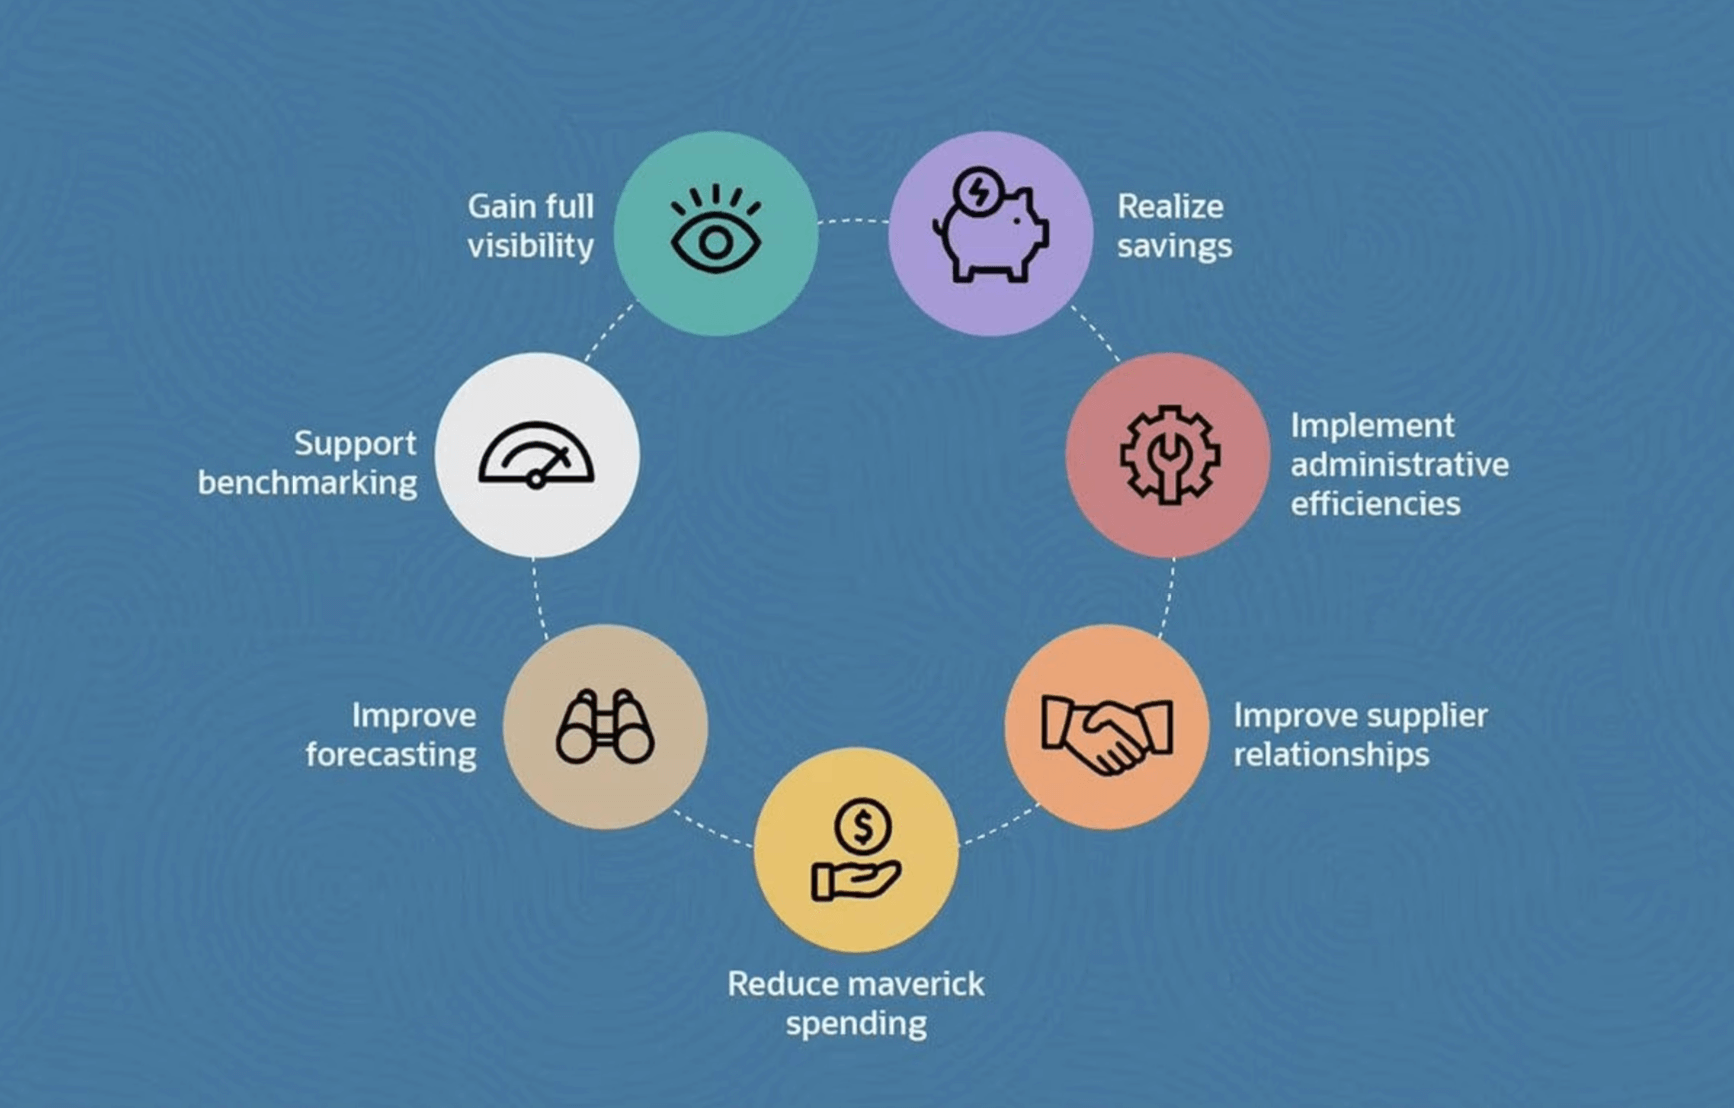 Gain full
visibility
Realize
savings
Support
benchmarking
Implement
administrative
efficiencies
Improve
forecasting
Improve supplier
relationships
$
Reduce maverick
spending